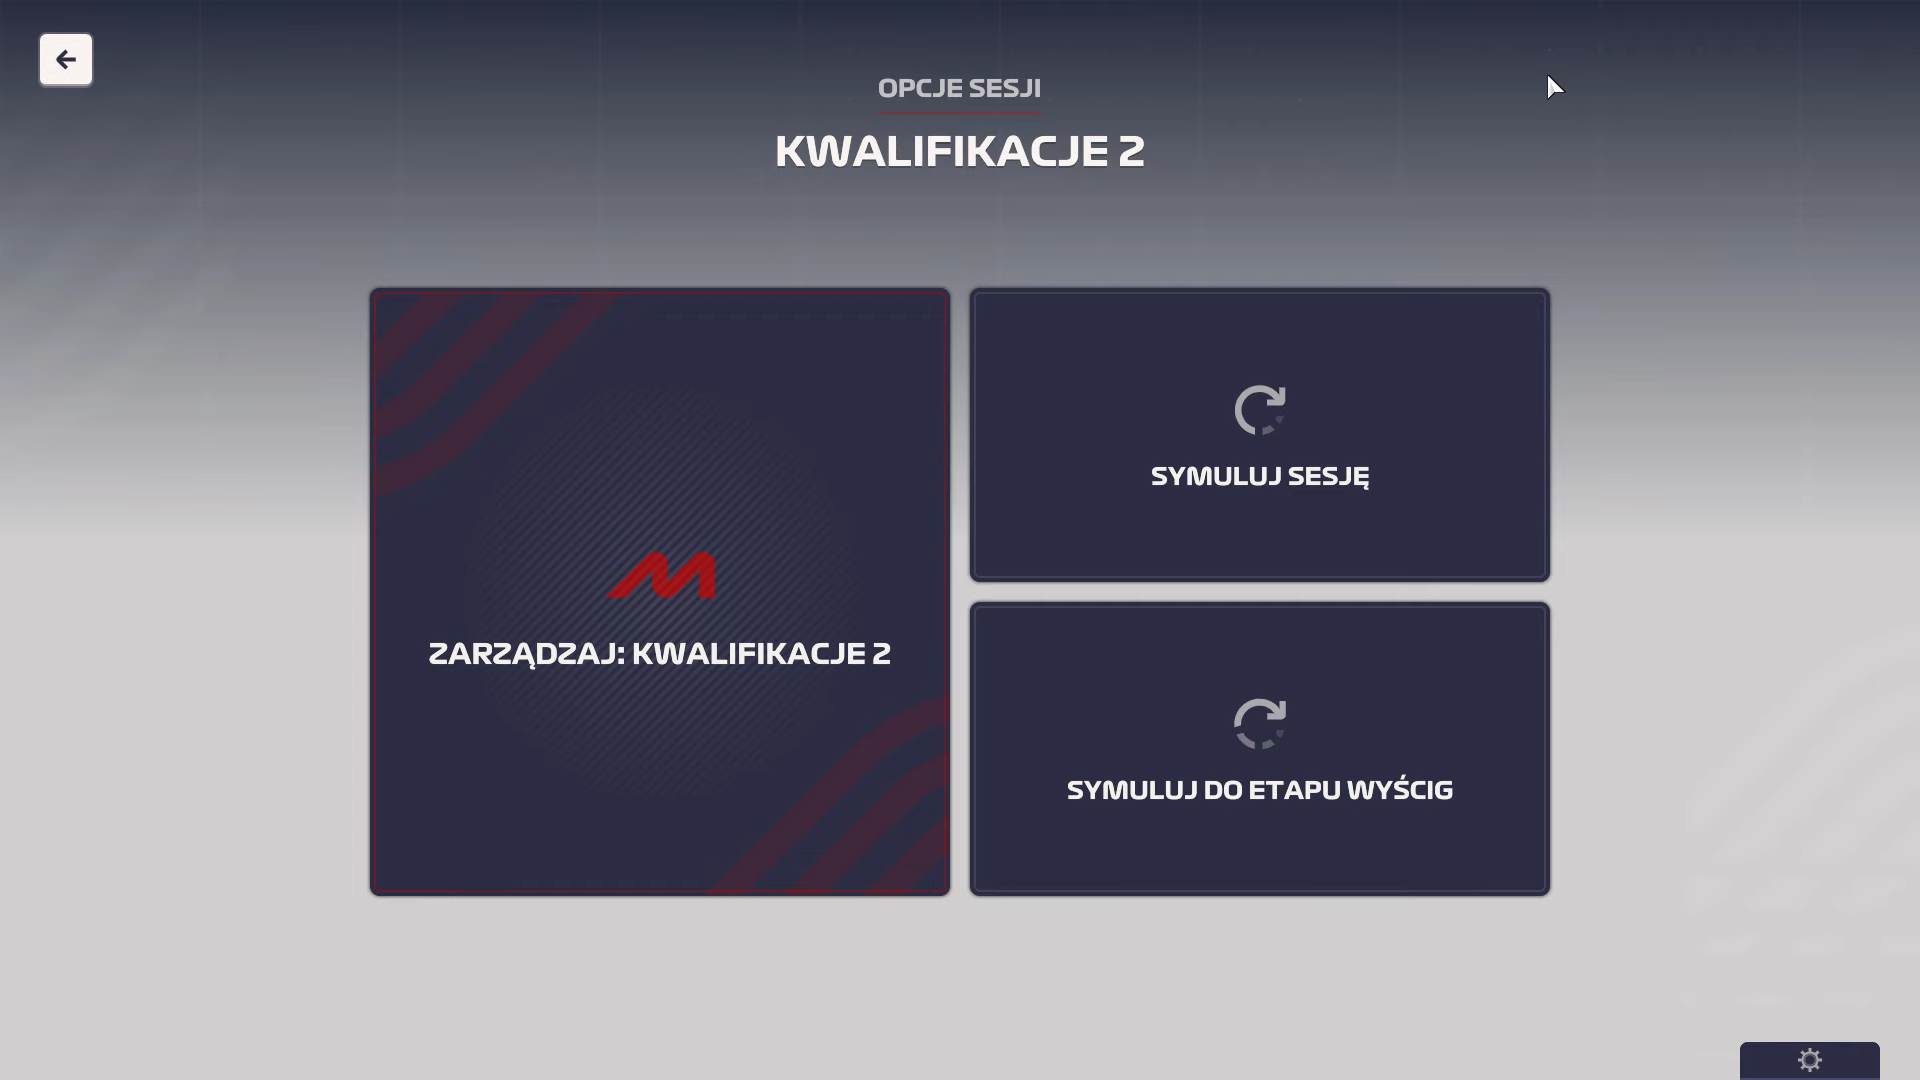 OPCJE SESJI
KWALIFIKACJE 2
ZARZĄDZAJ: KWALIFIKACJE 2
SYMULUJ SESJĘ
SYMULUJ DO ETAPU WYŚCIG